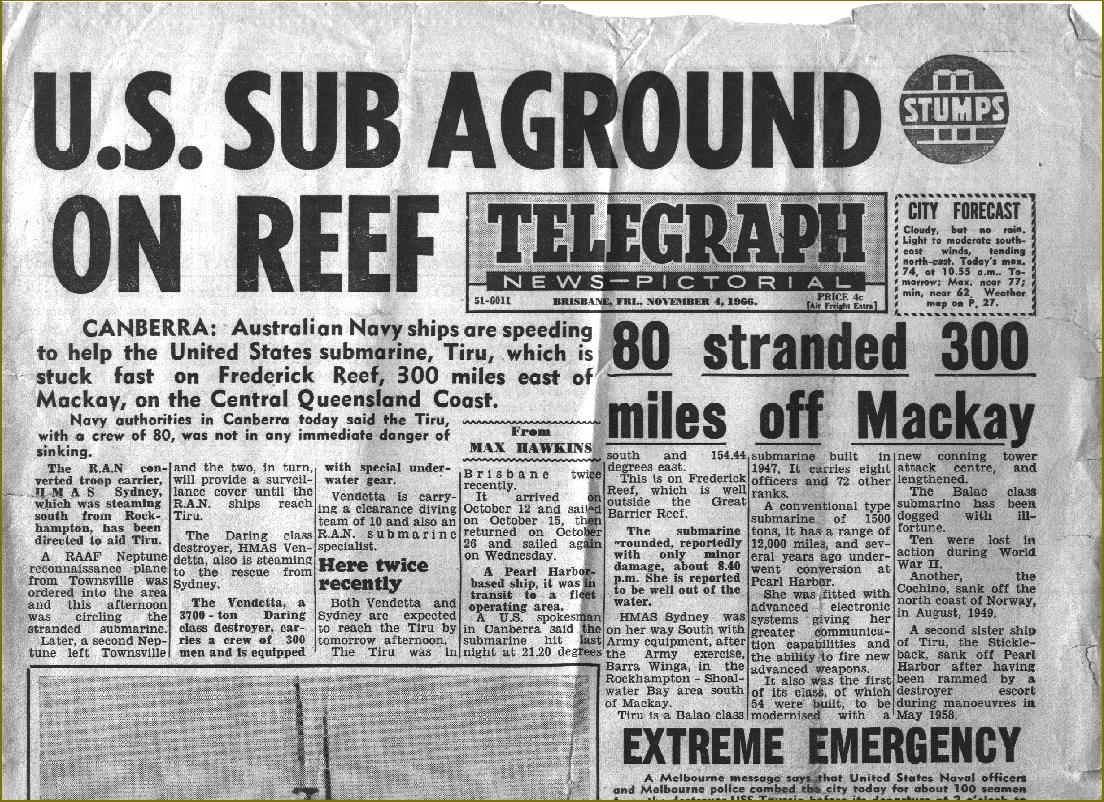 U.S. SUB AGROUND
ON REEF
STUMPS
TELEGRAPH
NEWS—PICTORIAL
51-6011 BRISBANE, FRI., NOVEMBER 4, 1966. PRICE 4c
[Air Freight Extra]
CITY FORECAST
Cloudy, but no rain.
Light to moderate south-
east winds, tending
north-east. Today's max.
74, at 10.55 a.m.. To-
morrow: Max. near 77;
min, near 62. Weather
map on P. 27.
CANBERRA: Australian Navy ships are speeding
to help the United States submarine, Tiru, which is
stuck fast on Frederick Reef, 300 miles east of
Mackay, on the Central Queensland Coast.
Navy authorities in Canberra today said the Tiru,
with a crew of 80, was not in any immediate danger of
sinking.
From
MAX HAWKINS
80 stranded 300
miles off Mackay
The R.A.N con-
verted troop carrier,
H M A S Sydney,
which was steaming
south from Rock-
hampton, has been
directed to aid Tiru.
A RAAF Neptune
reconnaissance plane
from Townsville was
ordered into the area
and this afternoon
was circling the
stranded submarine.
Later, a second Nep-
tune left Townsville
and the two, in turn,
will provide a surveil-
lance cover until the
R.A.N. ships reach
Tiru.
The Daring class
destroyer, HMAS Ven-
detta, also is steaming
to the rescue from
Sydney.
The Vendetta, a
3700-ton Daring
class destroyer, car-
ries a crew of 300
men and is equipped
with special under-
water gear.
Vendetta is carry-
ing a clearance diving
team of 10 and also an
R.A.N. submarine
specialist.
Here twice
recently
Both Vendetta and
Sydney are expected
to reach the Tiru by
tomorrow afternoon.
The Tiru was in
Brisbane twice
recently.
It arrived on
October 12 and sailed
on October 15, then
returned on October
26 and sailed again
on Wednesday.
A Pearl Harbor-
based ship, it was in
transit to a fleet
operating area.
A U.S. spokesman
in Canberra said the
submarine hit last
night at 21.20 degrees
south and 154.44
degrees east.
This is on Frederick
Reef, which is well
outside the Great
Barrier Reef.
The submarine
rounded, reportedly
with only minor
damage, about 8.40
p.m. She is reported
to be well out of the
water.
HMAS Sydney was
on her way South with
Army equipment, after
the Army exercise,
Barra Winga, in the
Rockhampton - Shoal-
water Bay area south
of Mackay.
Tiru is a Balao class
submarine built in
1947. It carries eight
officers and 72 other
ranks.
A conventional type
submarine of 1500
tons, it has a range of
12,000 miles, and sev-
eral years ago under-
went conversion at
Pearl Harbor.
She was fitted with
advanced electronic
systems giving her
greater communica-
tion capabilities and
the ability to fire new
advanced weapons.
It also was the first
of its class, of which
54 were built, to be
modernised with a
new conning tower
attack centre, and
lengthened.
The Balao class
submarine has been
dogged with ill-
fortune.
Ten were lost in
action during World
War II.
Another, the
Cochino, sank off the
north coast of Norway,
in August, 1949.
A second sister ship
of Tiru, the Stickle-
back, sank off Pearl
Harbor after having
been rammed by a
destroyer escort
during manoeuvres in
May 1958.
EXTREME EMERGENCY
A Melbourne message says that United States Naval officers
and Melbourne police combed the city today for about 100 seamen